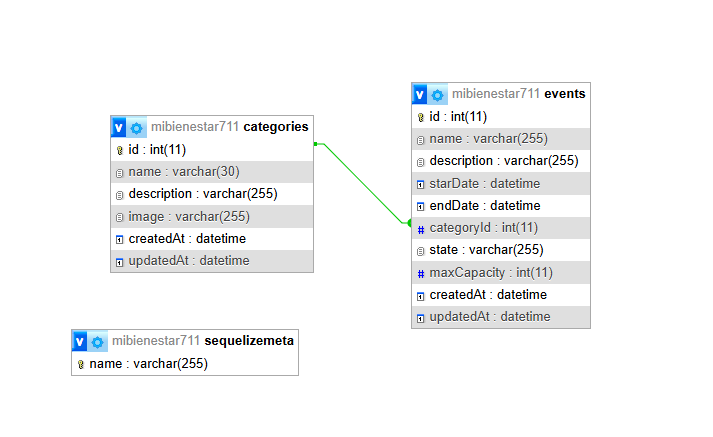 v mibienestar711 categories
id : int(11)
name : varchar(30)
description : varchar(255)
image : varchar(255)
createdAt : datetime
updatedAt : datetime
v mibienestar711 events
id : int(11)
name : varchar(255)
description : varchar(255)
starDate : datetime
endDate : datetime
# categoryId : int(11)
state : varchar(255)
# maxCapacity : int(11)
createdAt : datetime
updatedAt : datetime
v mibienestar711 sequelizemeta
name : varchar(255)